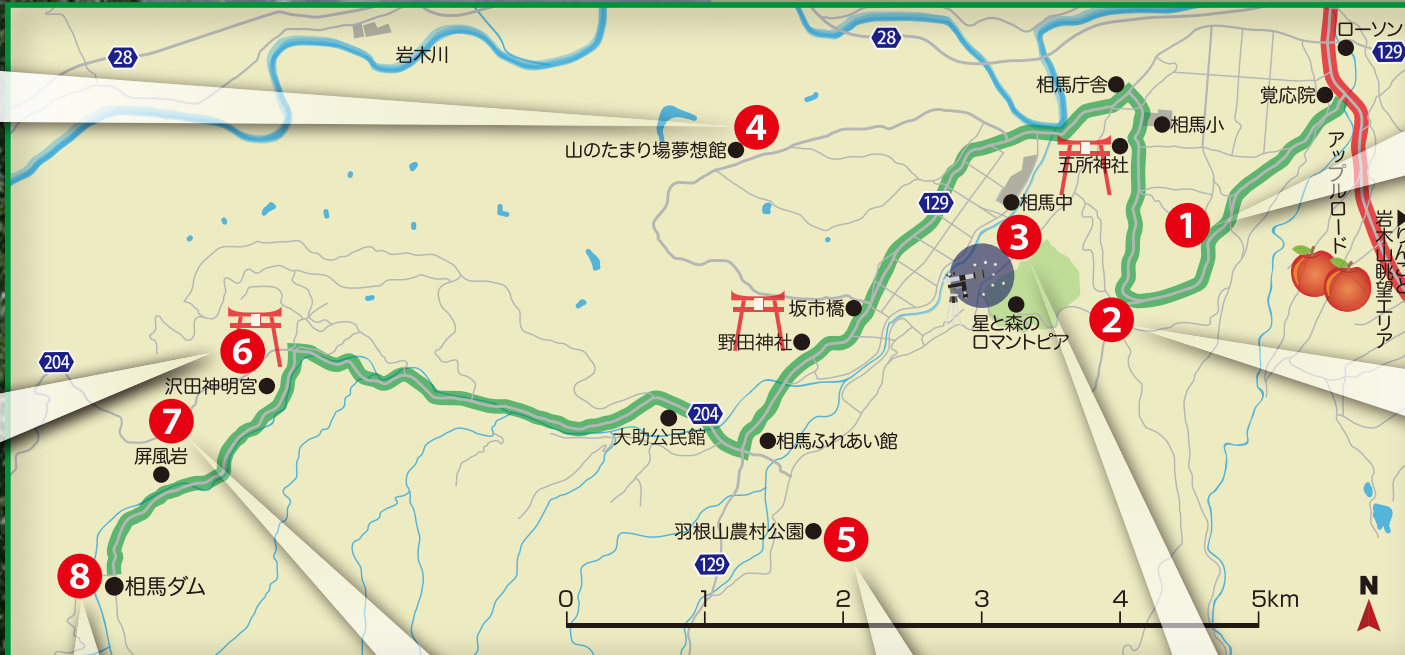 28
岩木川
28
ローソン
129
相馬庁舎
覚応院
相馬小
4
山のたまり場夢想館
五所神社
アップルロード
129
相馬中
1
3
▶りんごと
岩木山眺望エリア
2
星と森の
ロマントピア
坂市橋
野田神社
6
204
沢田神明宮
7
屏風岩
204
大助公民館
相馬ふれあい館
羽根山農村公園
5
129
8
相馬ダム
0 1 2 3 4 5km
N